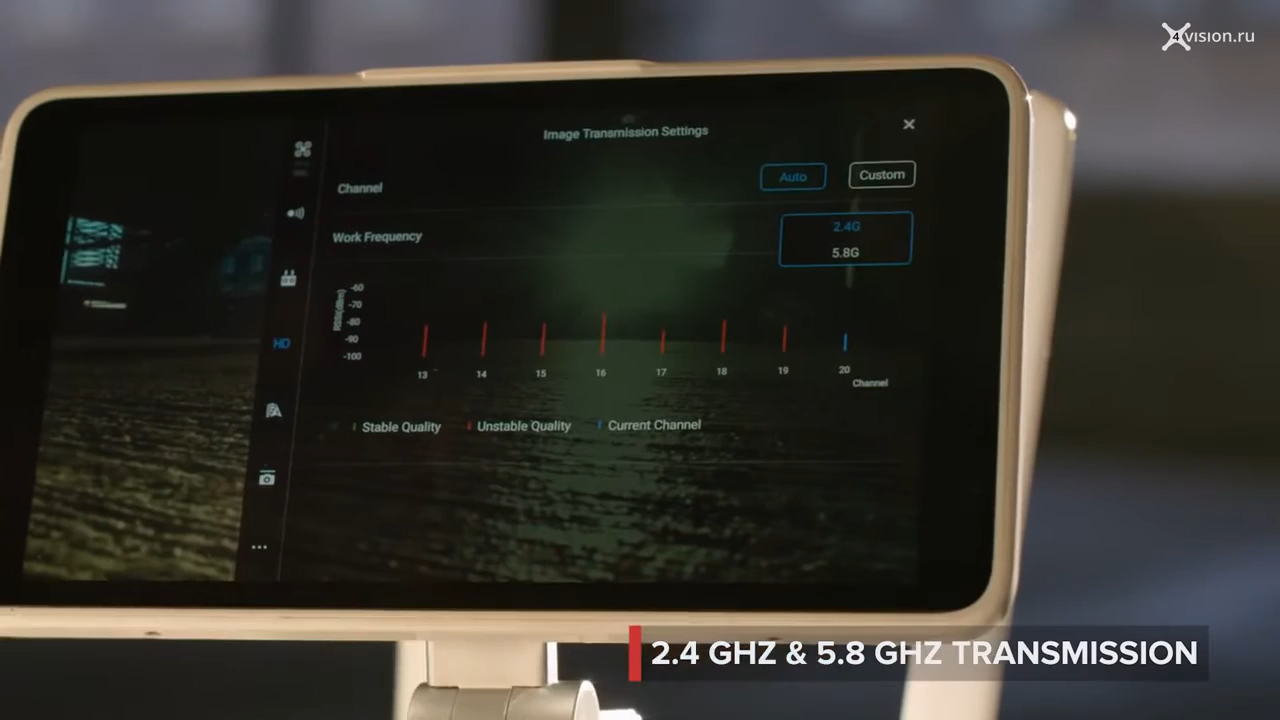 4vision.ru
Image Transmission Settings
Channel
Auto
Custom
Work Frequency
2.4G
5.8G
RSSI(dBm)
-60
-70
-80
-90
-100
13 14 15 16 17 18 19 20
Channel
HD
Stable Quality Unstable Quality Current Channel
2.4 GHZ & 5.8 GHZ TRANSMISSION